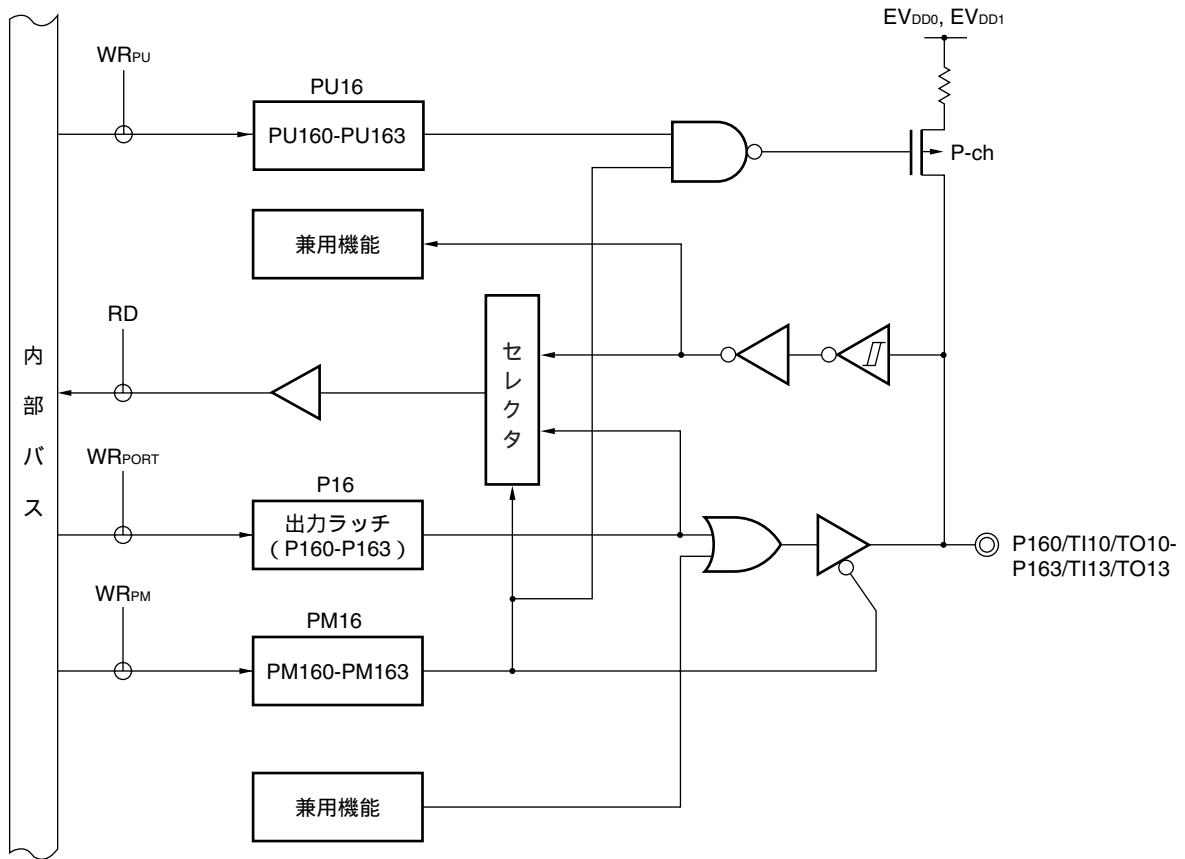 EVDD0, EVDD1
WRPU
PU16
PU160-PU163
P-ch
兼用機能
RD
セレクタ
内部バス
WRPORT
P16
出力ラッチ
（P160-P163）
P160/TI10/TO10-
P163/TI13/TO13
WRPM
PM16
PM160-PM163
兼用機能